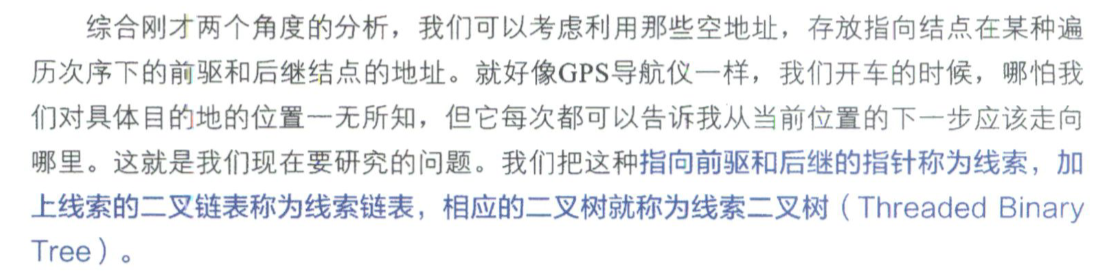 综合刚才两个角度的分析，我们可以考虑利用那些空地址，存放指向结点在某种遍
历次序下的前驱和后继结点的地址。就好像GPS导航仪一样，我们开车的时候，哪怕我
们对具体目的地的位置一无所知，但它每次都可以告诉我从当前位置的下一步应该走向
哪里。这就是我们现在要研究的问题。我们把这种指向前驱和后继的指针称为线索，加
上线索的二叉链表称为线索链表，相应的二叉树就称为线索二叉树（Threaded Binary
Tree）。